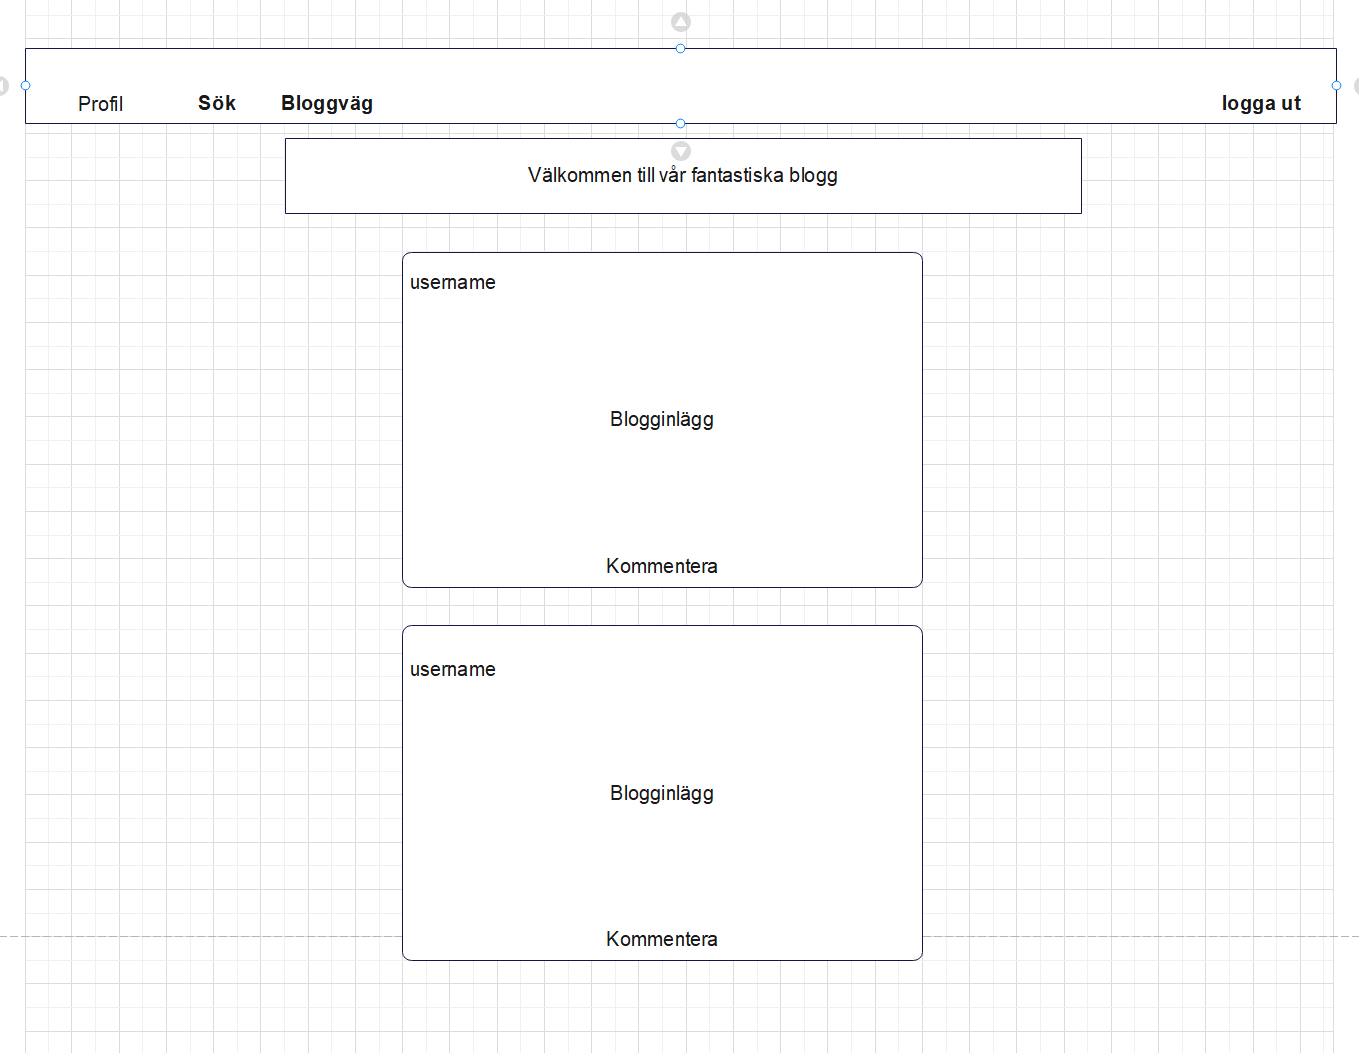 Profil Sök Bloggväg logga ut
Välkommen till vår fantastiska blogg
username
Blogginlägg
Kommentera
username
Blogginlägg
Kommentera